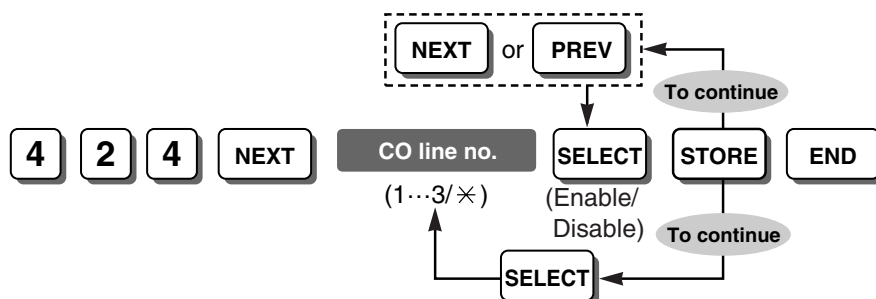 NEXT or PREV
To continue
4 2 4 NEXT CO line no. SELECT STORE END
(1···3/✳) (Enable/
Disable)
To continue
SELECT